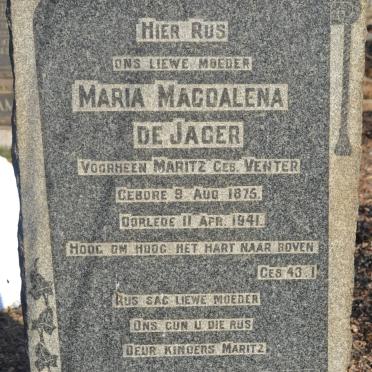 HIER RUS
ONS LIEWE MOEDER
MARIA MAGDALENA
DE JAGER
VOORHEEN MARITZ GEB. VENTER
GEBORE 9 AUG 1875.
OORLEDE 11 APR. 1941.
HOOG OM HOOG HET HART NAAR BOVEN
GES 43.1
RUS SAG LIEWE MOEDER
ONS GUN U DIE RUS
DEUR KINDERS MARITZ.